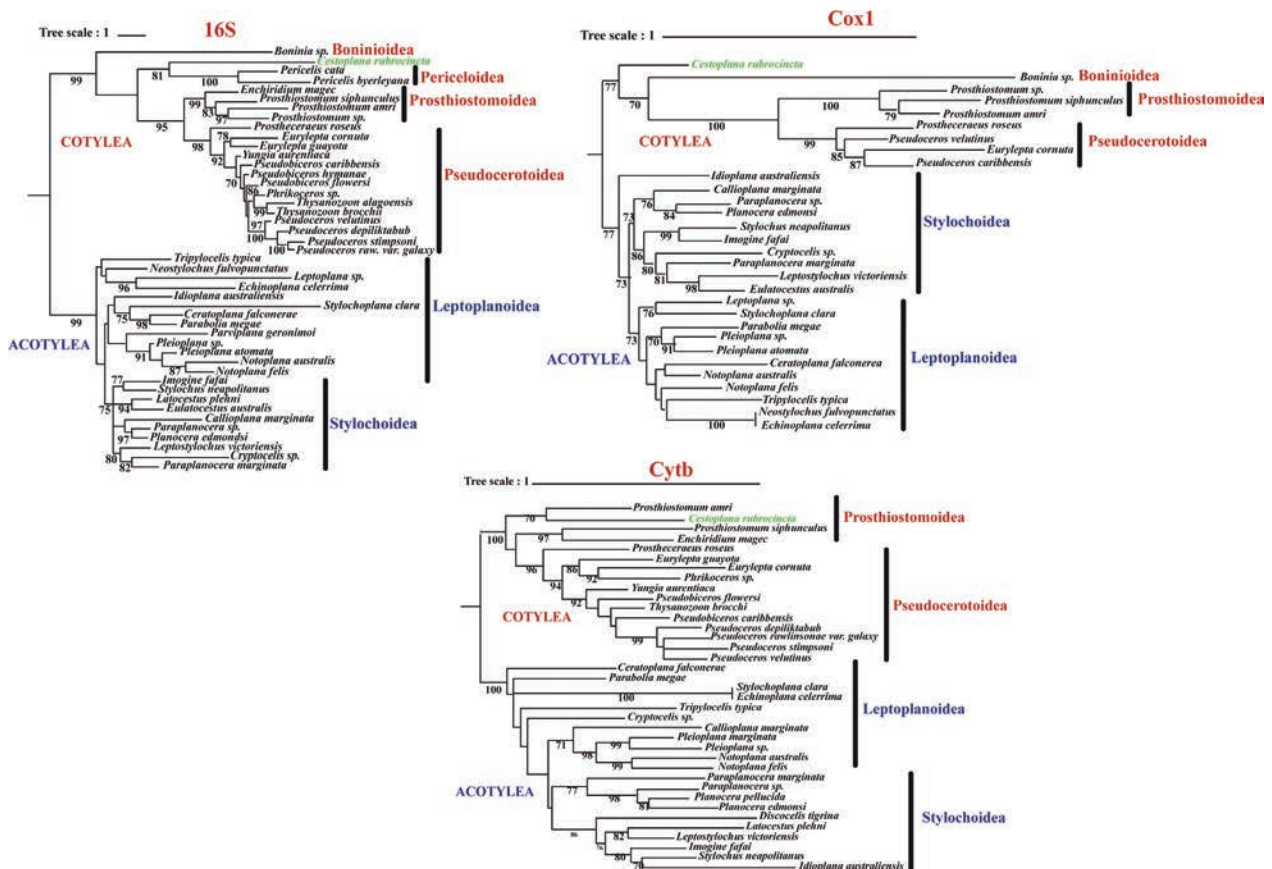 16S
Tree scale : 1
Boninia sp. Boninioidea
Cestoplana rubrocincta
99
81
Pericelis cata
100
Periceloidea
Pericelis byerleyana
Enchiridium magec
99
Prosthiostomum siphunculus
Prosthiostomoidea
83
Prosthiostomum amri
97
Prosthiostomum sp.
95
COTYLEA
Prostheceraeus roseus
98
78
Eurylepta cornuta
Eurylepta guayota
92
Yungia aurentiaca
Pseudobiceros caribbensis
70
Pseudobiceros hymanae
Pseudocerotoidea
Pseudobiceros flowersi
86
Phrikoceros sp.
Thysanozoon alagoensis
99
Thysanozoon brocchii
97
Pseudoceros velutinus
100
Pseudoceros depiliktabub
Pseudoceros stimpsoni
100
Pseudoceros raw. var. galaxy
Tripylocelis typica
Neostylochus fulvopunctatus
Leptoplana sp.
96
Echinoplana celerrima
Idioplana australiensis
99
Stylochoplana clara
Leptoplanoidea
75
Ceratoplana falconerae
98
Parabolia megae
Parviplana geronimoi
ACOTYLEA
Pleioplana sp.
91
Pleioplana atomata
Notoplana australis
87
Notoplana felis
77
Imogine fafai
Stylochus neapolitanus
75
Latocestus plehni
94
Eulatocestus australis
Callioplana marginata
Stylochoidea
Paraplanocera sp.
97
Planocera edmondsi
Leptostylochus victoriensis
80
Cryptocelis sp.
82
Paraplanocera marginata
Cox1
Tree scale : 1
Cestoplana rubrocincta
77
Boninia sp. Boninioidea
70
Prosthiostomum sp.
100
Prosthiostomum siphunculus
Prosthiostomoidea
79
Prosthiostomum amri
100
Prostheceraeus roseus
99
Pseudoceros velutinus
Pseudocerotoidea
85
Eurylepta cornuta
87
Pseudoceros caribbensis
COTYLEA
Idioplana australiensis
Callioplana marginata
76
Paraplanocera sp.
84
Planocera edmonsi
73
Stylochoidea
77
Stylochus neapolitanus
99
Imogine fafai
86
Cryptocelis sp.
80
Paraplanocera marginata
81
Leptostylochus victoriensis
73
98
Eulatocestus australis
Leptoplana sp.
76
Stylochoplana clara
Parabolia megae
73
70
Pleioplana sp.
91
Pleioplana atomata
Leptoplanoidea
ACOTYLEA
Ceratoplana falconerea
Notoplana australis
Notoplana felis
Tripylocelis typica
Neostylochus fulvopunctatus
100
Echinoplana celerrima
Cytb
Tree scale : 1
Prosthiostomum amri
70
Cestoplana rubrocincta
Prosthiostomoidea
Prosthiostomum siphunculus
100
97
Enchiridium magec
Prostheceraeus roseus
96
Eurylepta guayota
86
Eurylepta cornuta
94
92
Phrikoceros sp.
Yungia aurentiaca
92
Pseudobiceros flowersi
Thysanozoon brocchi
Pseudocerotoidea
COTYLEA
Pseudobiceros caribbensis
Pseudoceros depiliktabub
99
Pseudoceros rawlinsonae var. galaxy
Pseudoceros stimpsoni
Pseudoceros velutinus
Ceratoplana falconerae
100
Parabolia megae
Stylochoplana clara
100
Echinoplana celerrima
Leptoplanoidea
Tripylocelis typica
Cryptocelis sp.
Callioplana marginata
71
Pleioplana marginata
99
Pleioplana sp.
98
Notoplana australis
99
Notoplana felis
Paraplanocera marginata
ACOTYLEA
77
Paraplanocera sp.
98
Planocera pellucida
81
Planocera edmonsi
Discocelis tigrina
Stylochoidea
86
Latocestus plehni
82
Leptostylochus victoriensis
76
Imogine fafai
80
Stylochus neapolitanus
70
Idioplana australiensis